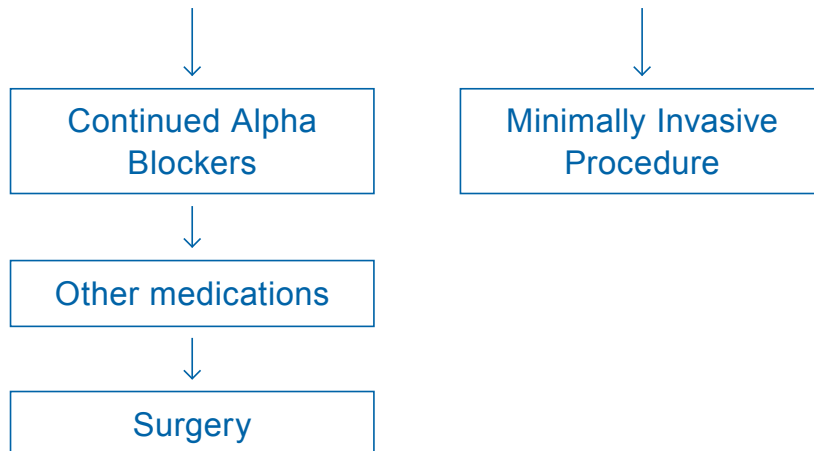 Continued Alpha
Blockers
Minimally Invasive
Procedure
Other medications
Surgery